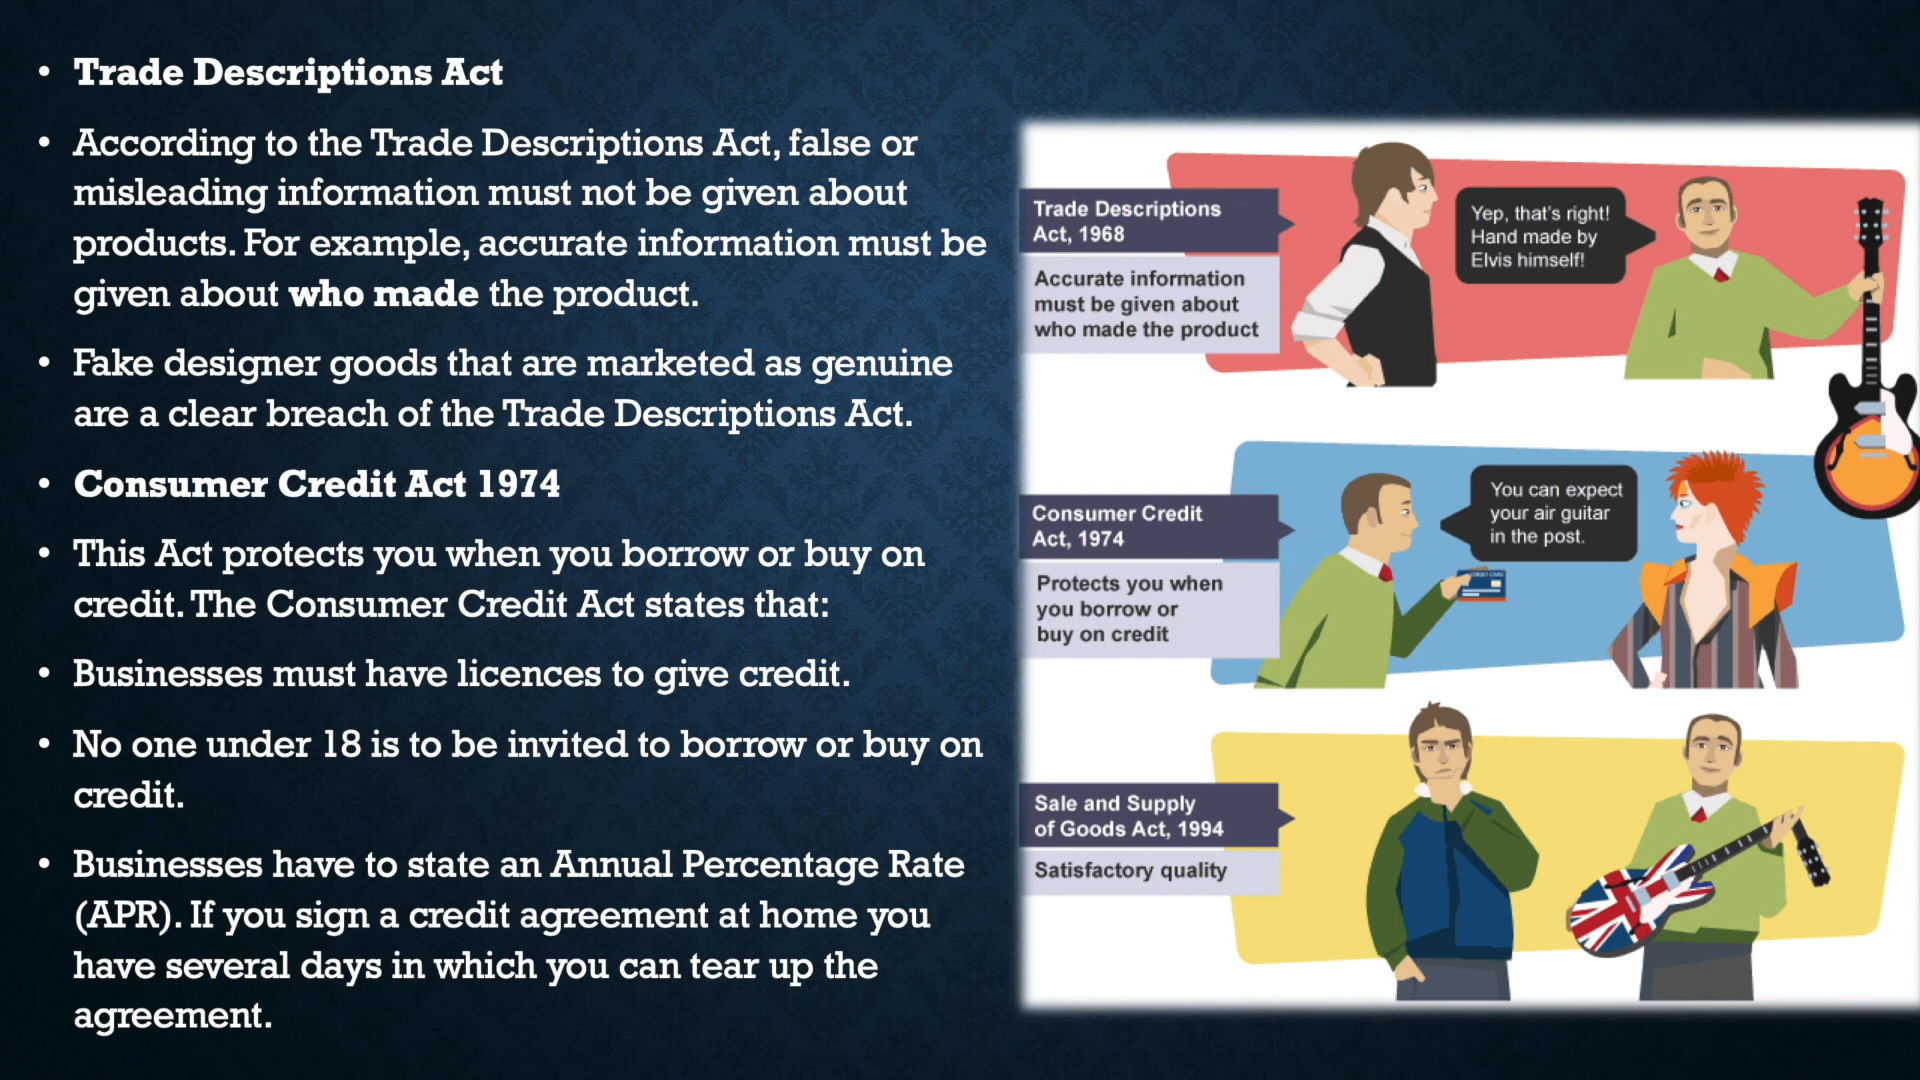 • Trade Descriptions Act
• According to the Trade Descriptions Act, false or
misleading information must not be given about
products. For example, accurate information must be
given about who made the product.
• Fake designer goods that are marketed as genuine
are a clear breach of the Trade Descriptions Act.
• Consumer Credit Act 1974
• This Act protects you when you borrow or buy on
credit. The Consumer Credit Act states that:
• Businesses must have licences to give credit.
• No one under 18 is to be invited to borrow or buy on
credit.
• Businesses have to state an Annual Percentage Rate
(APR). If you sign a credit agreement at home you
have several days in which you can tear up the
agreement.
Trade Descriptions
Act, 1968
Accurate information
must be given about
who made the product
Yep, that's right!
Hand made by
Elvis himself!
Consumer Credit
Act, 1974
Protects you when
you borrow or
buy on credit
CREDIT CARD
You can expect
your air guitar
in the post.
Sale and Supply
of Goods Act, 1994
Satisfactory quality